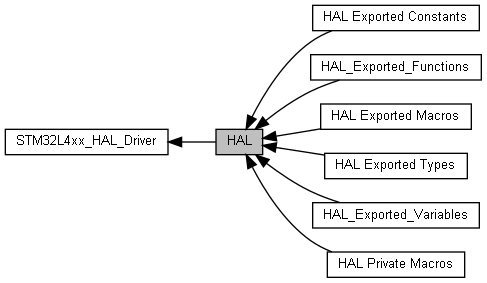 HAL Exported Constants
HAL_Exported_Functions
HAL Exported Macros
STM32L4xx_HAL_Driver
HAL
HAL Exported Types
HAL_Exported_Variables
HAL Private Macros